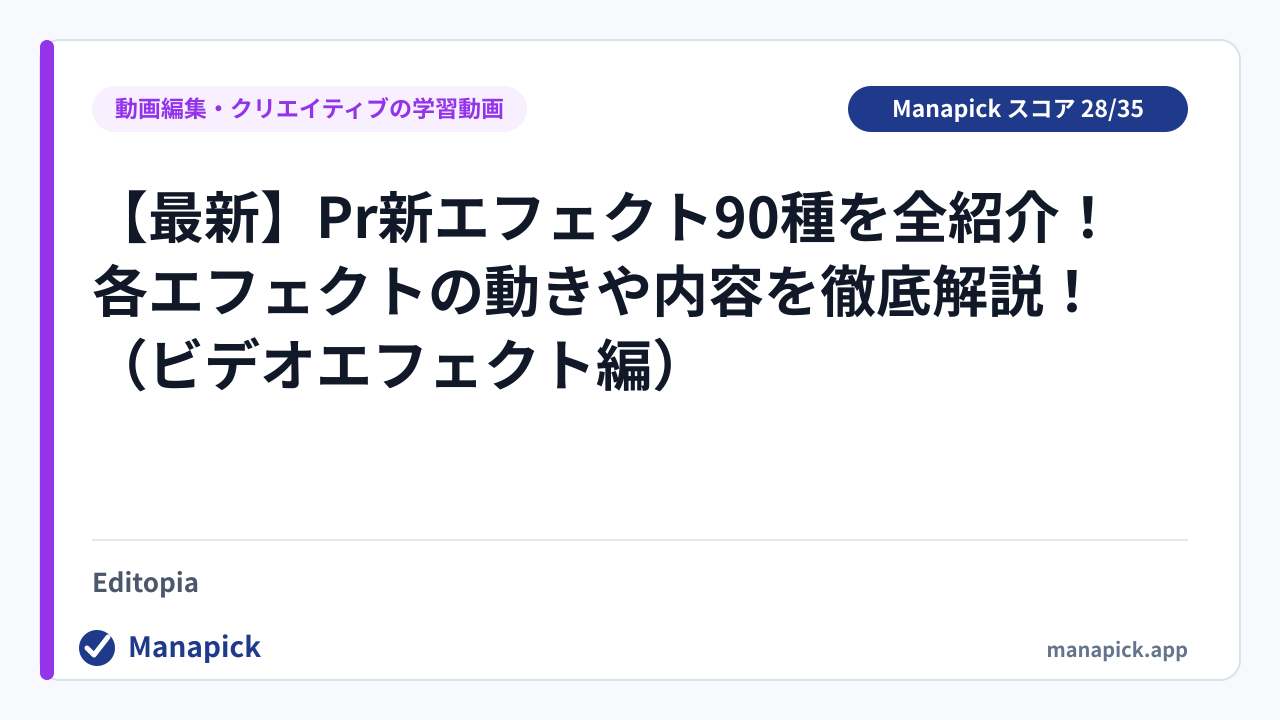 動画編集・クリエイティブの学習動画
Manapick スコア 28/35
【最新】Pr新エフェクト90種を全紹介！
各エフェクトの動きや内容を徹底解説！
（ビデオエフェクト編）
Editopia
Manapick
manapick.app